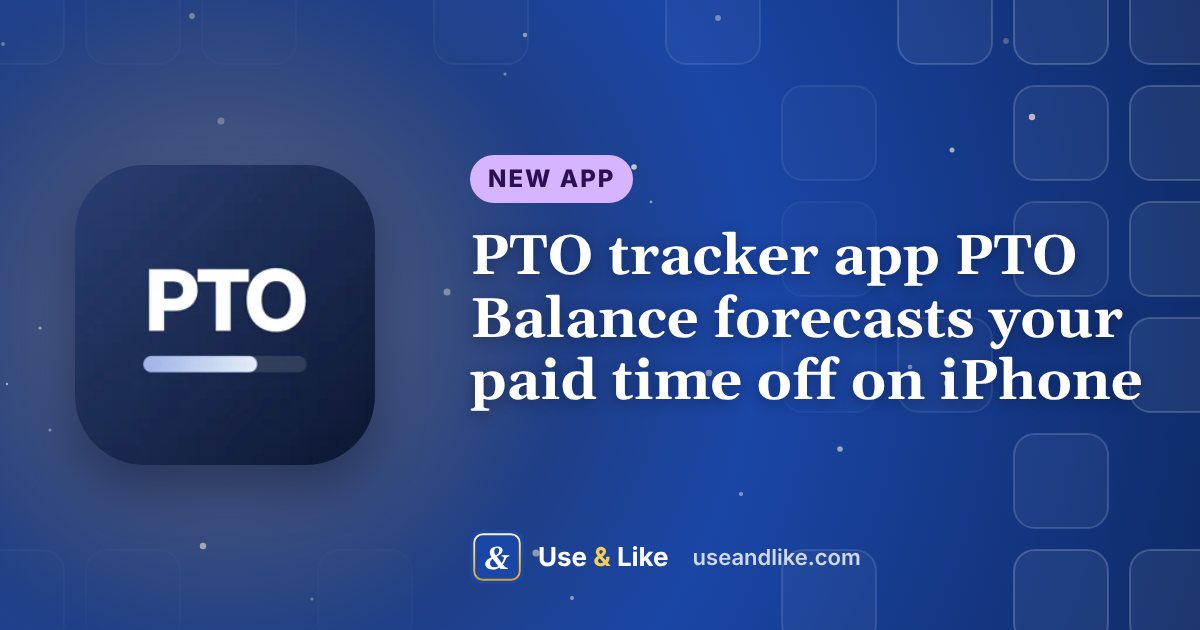 PTO
NEW APP
PTO tracker app PTO
Balance forecasts your
paid time off on iPhone
& Use & Like useandlike.com